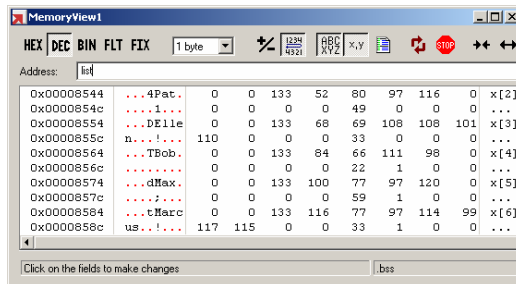 MemoryView1
HEX DEC BIN FLT FIX 1 byte +/- 1234 4321 ABC XYZ x,y STOP
Address: list
0x00008544 ...4Pat. 0 0 133 52 80 97 116 0 x[2]
0x0000854c ...1... 0 0 0 0 49 0 0 0 ...
0x00008554 ...DElle 0 0 133 68 69 108 108 101 x[3]
0x0000855c n...!... 110 0 0 0 33 0 0 0 ...
0x00008564 ...TBob. 0 0 133 84 66 111 98 0 x[4]
0x0000856c ........ 0 0 0 0 22 1 0 0 ...
0x00008574 ...dMax. 0 0 133 100 77 97 120 0 x[5]
0x0000857c ....;... 0 0 0 0 59 1 0 0 ...
0x00008584 ...tMarc 0 0 133 116 77 97 114 99 x[6]
0x0000858c us..!... 117 115 0 0 33 1 0 0 ...
Click on the fields to make changes .bss